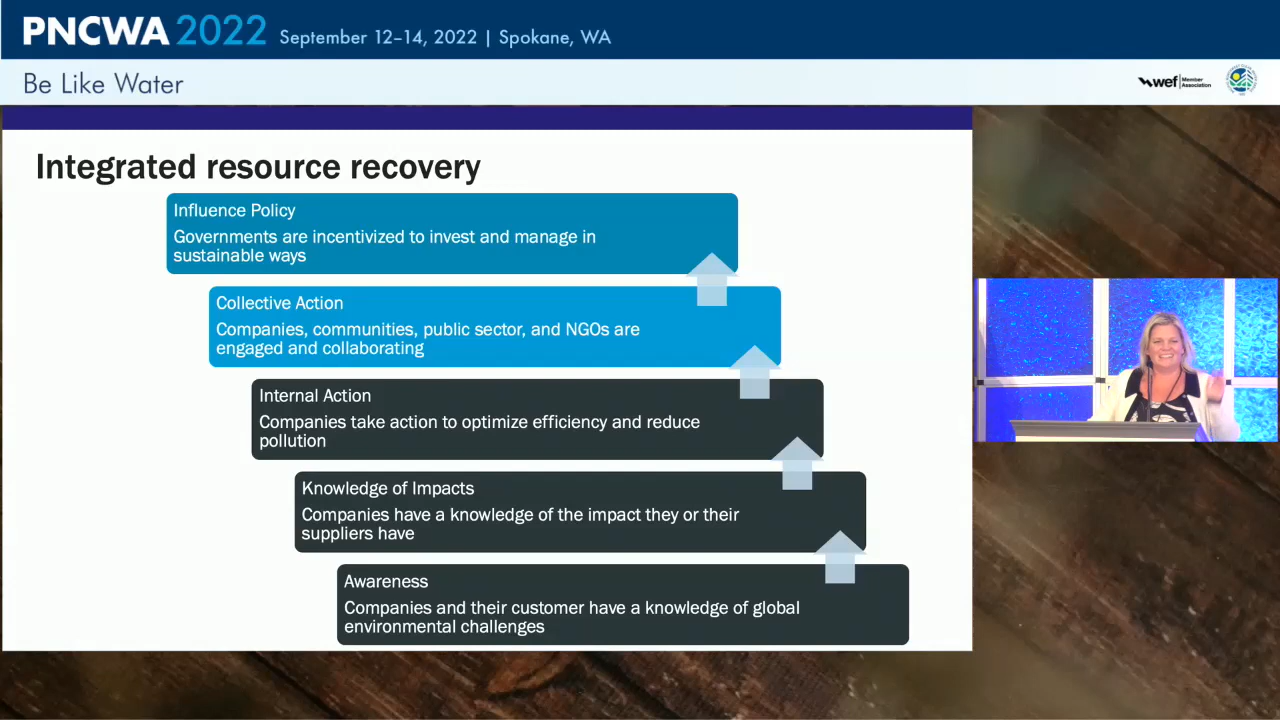 PNCWA 2022 September 12–14, 2022 | Spokane, WA
Be Like Water
wef Member Association
Integrated resource recovery
Influence Policy
Governments are incentivized to invest and manage in
sustainable ways
Collective Action
Companies, communities, public sector, and NGOs are
engaged and collaborating
Internal Action
Companies take action to optimize efficiency and reduce
pollution
Knowledge of Impacts
Companies have a knowledge of the impact they or their
suppliers have
Awareness
Companies and their customer have a knowledge of global
environmental challenges